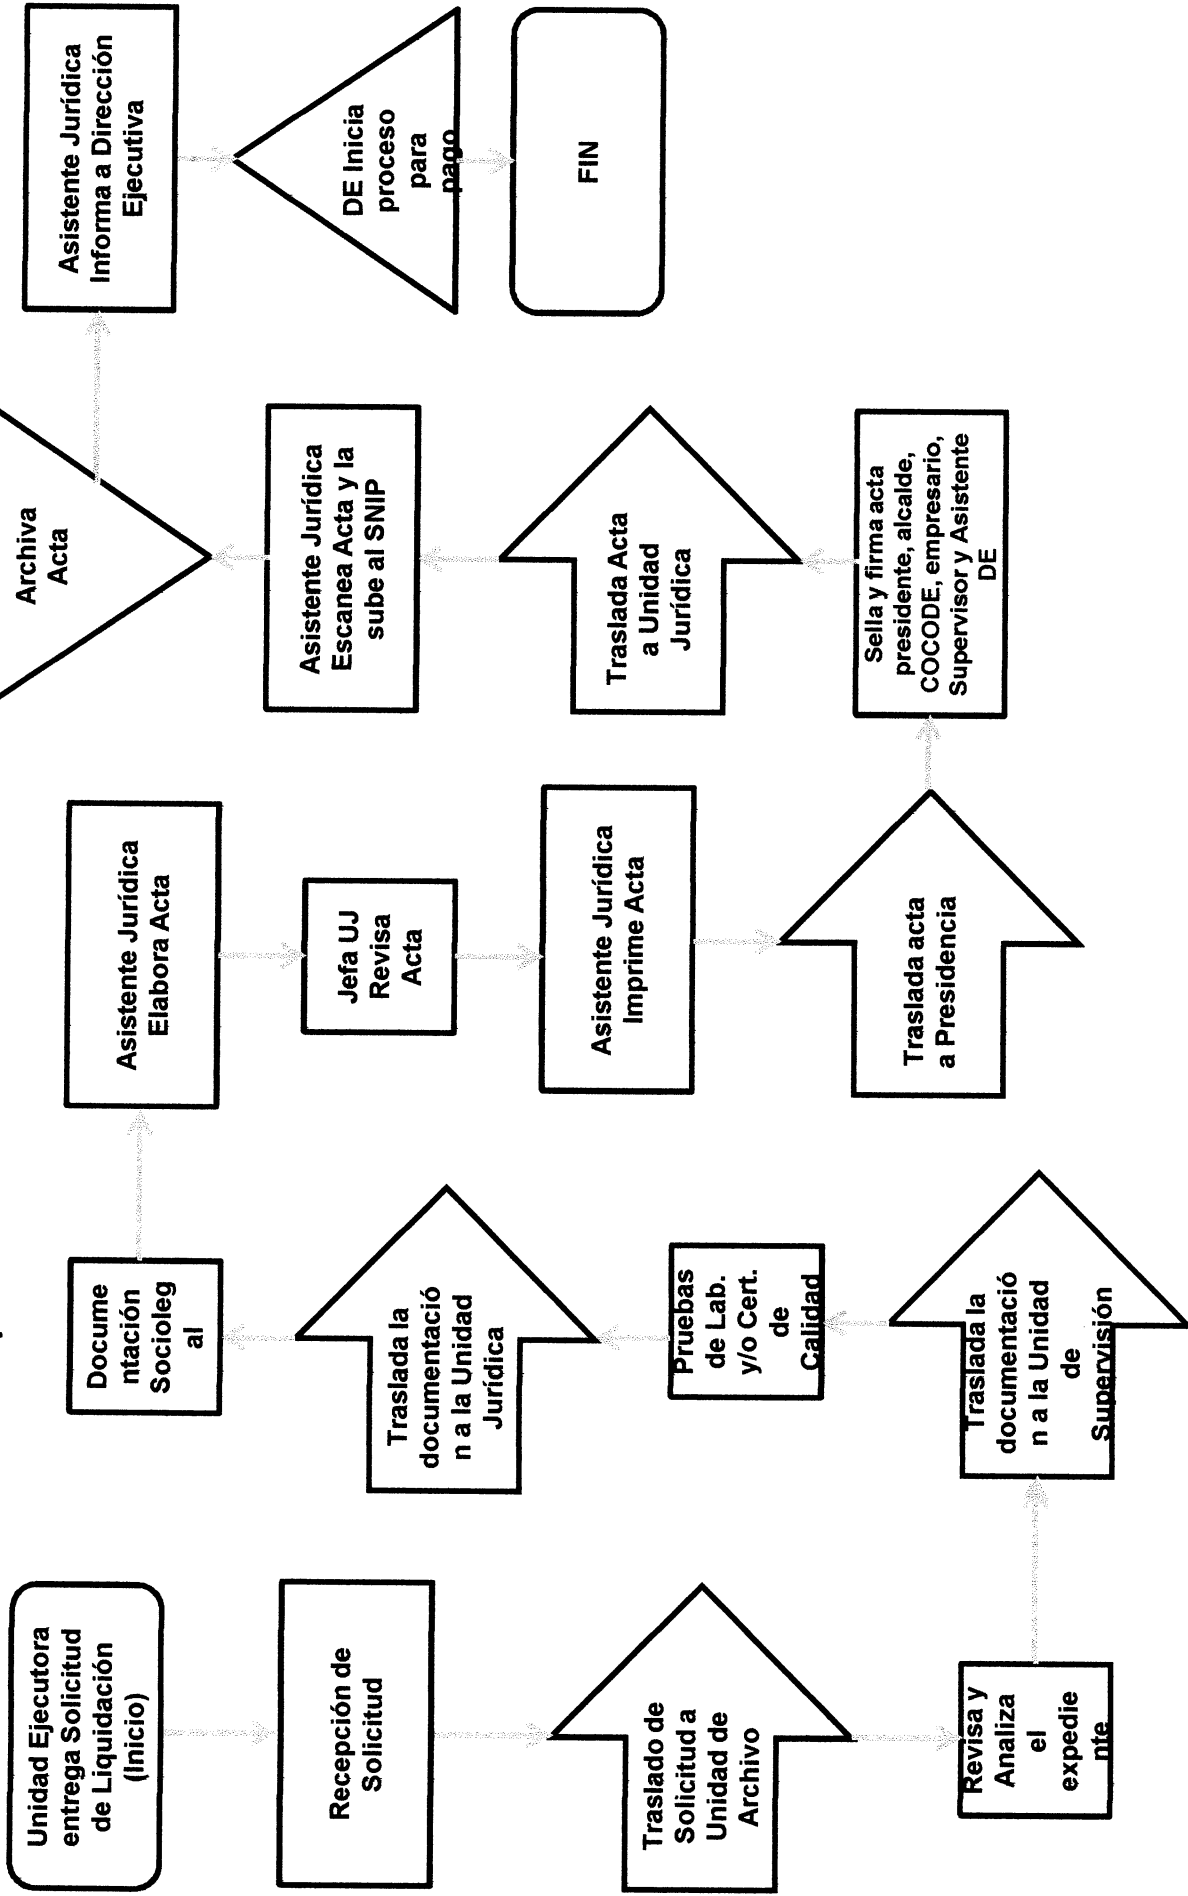 Unidad Ejecutora
entrega Solicitud
de Liquidación
(Inicio)
Recepción de
Solicitud
Traslado de
Solicitud a
Unidad de
Archivo
Revisa y
Analiza
el
expedie
nte
Traslada la
documentació
n a la Unidad
de
Supervisión
Pruebas
de Lab.
y/o Cert.
de
Calidad
Traslada la
documentació
n a la Unidad
Jurídica
Docume
ntación
Socioleg
al
Asistente Jurídica
Elabora Acta
Jefa UJ
Revisa
Acta
Asistente Jurídica
Imprime Acta
Traslada acta
a Presidencia
Sella y firma acta
presidente, alcalde,
COCODE, empresario,
Supervisor y Asistente
DE
Traslada Acta
a Unidad
Jurídica
Asistente Jurídica
Escanea Acta y la
sube al SNIP
Archiva
Acta
Asistente Jurídica
Informa a Dirección
Ejecutiva
DE Inicia
proceso
para
pago
FIN